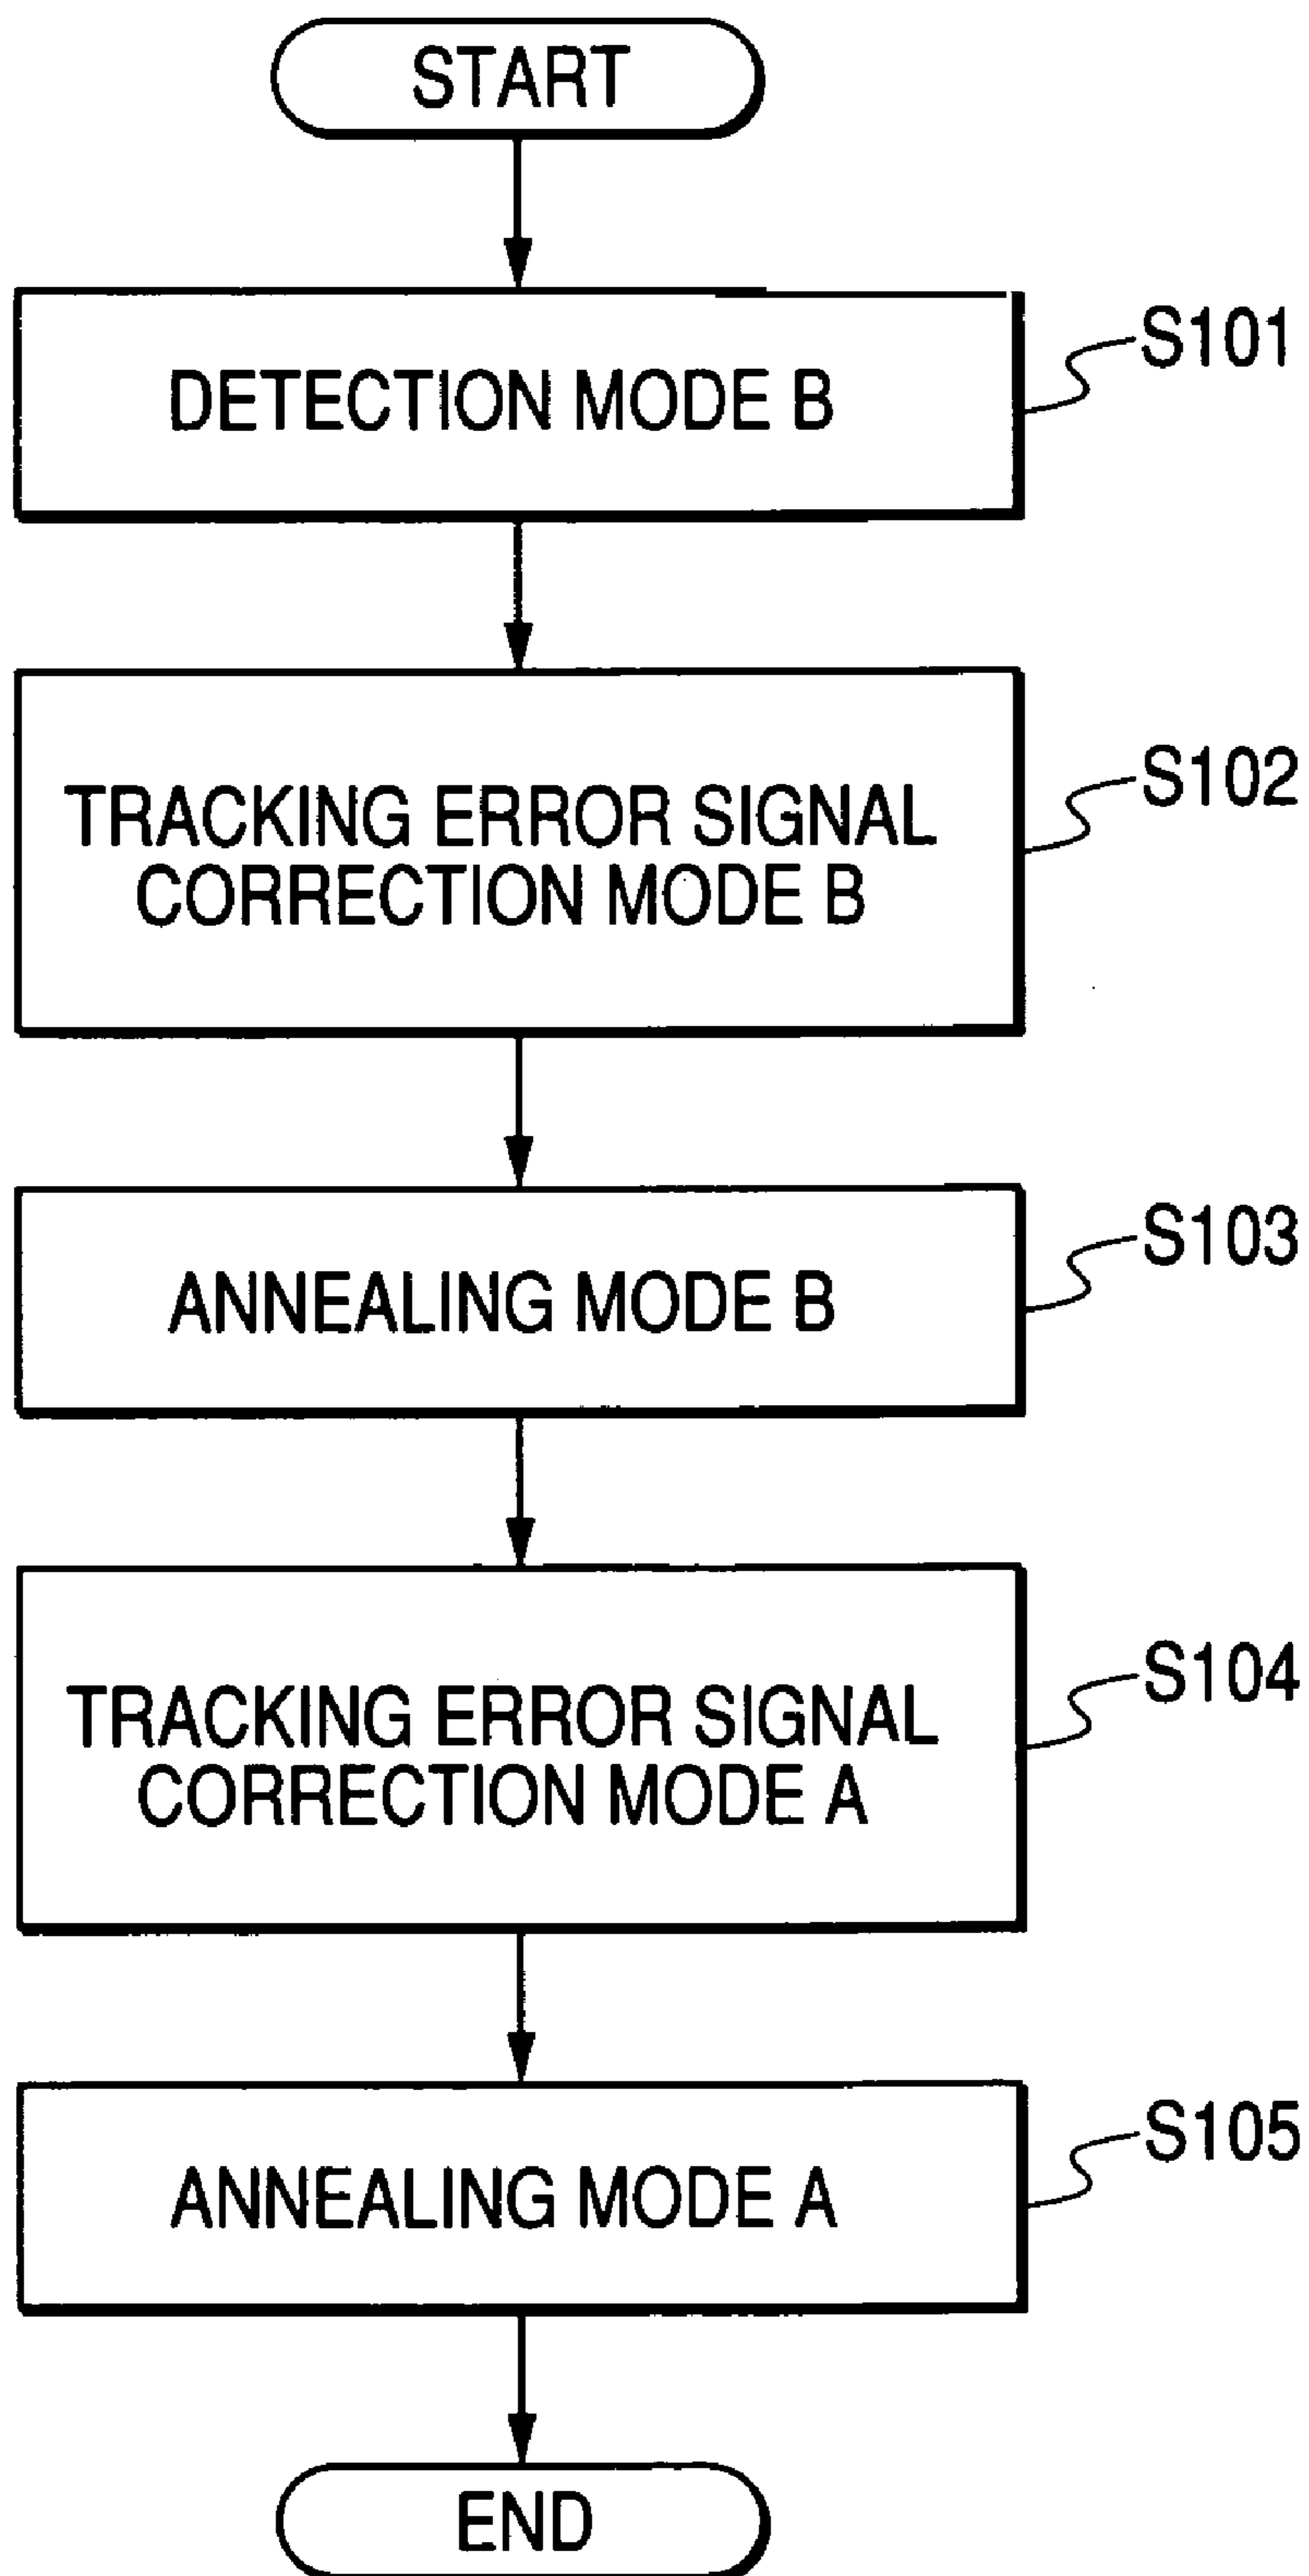 START
DETECTION MODE B
S101
TRACKING ERROR SIGNAL
CORRECTION MODE B
S102
ANNEALING MODE B
S103
TRACKING ERROR SIGNAL
CORRECTION MODE A
S104
ANNEALING MODE A
S105
END